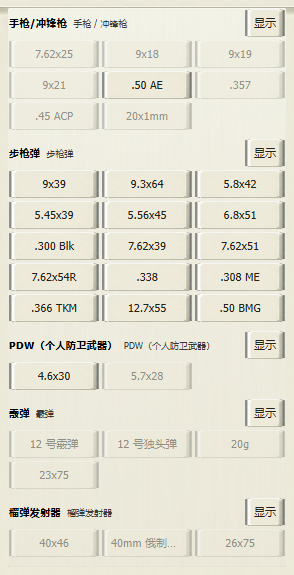 手枪/冲锋枪 手枪 / 冲锋枪 显示
7.62x25 9x18 9x19
9x21 .50 AE .357
.45 ACP 20x1mm
步枪弹 步枪弹 显示
9x39 9.3x64 5.8x42
5.45x39 5.56x45 6.8x51
.300 Blk 7.62x39 7.62x51
7.62x54R .338 .308 ME
.366 TKM 12.7x55 .50 BMG
PDW（个人防卫武器） PDW（个人防卫武器） 显示
4.6x30 5.7x28
霰弹 霰弹 显示
12 号霰弹 12 号独头弹 20g
23x75
榴弹发射器 榴弹发射器 显示
40x46 40mm 俄制... 26x75